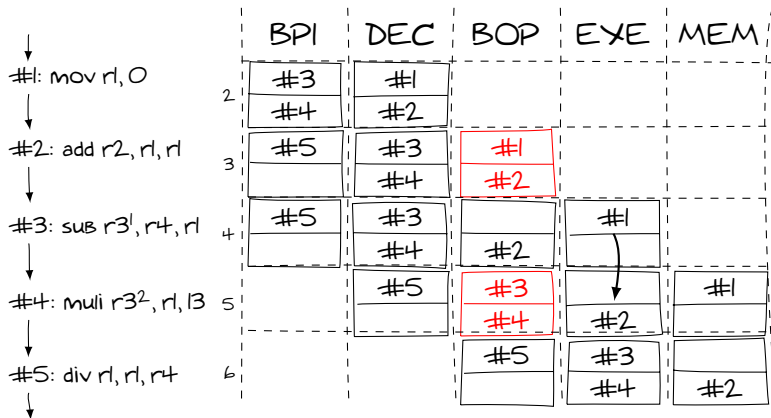 BPI DEC BOP EXE MEM
#1: mov r1, 0
#2: add r2, r1, r1
#3: sub r3¹, r4, r1
#4: muli r3², r1, 13
#5: div r1, r1, r4
2 #3 #1
#4 #2
3 #5 #3 #1
#4 #2
4 #5 #3 #1
#4 #2
5 #5 #3 #1
#4 #2
6 #5 #3
#4 #2